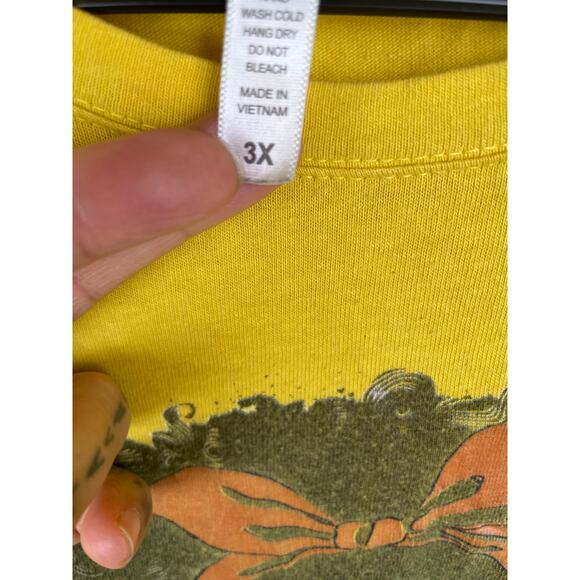 WASH COLD
HANG DRY
DO NOT
BLEACH
MADE IN
VIETNAM
3X